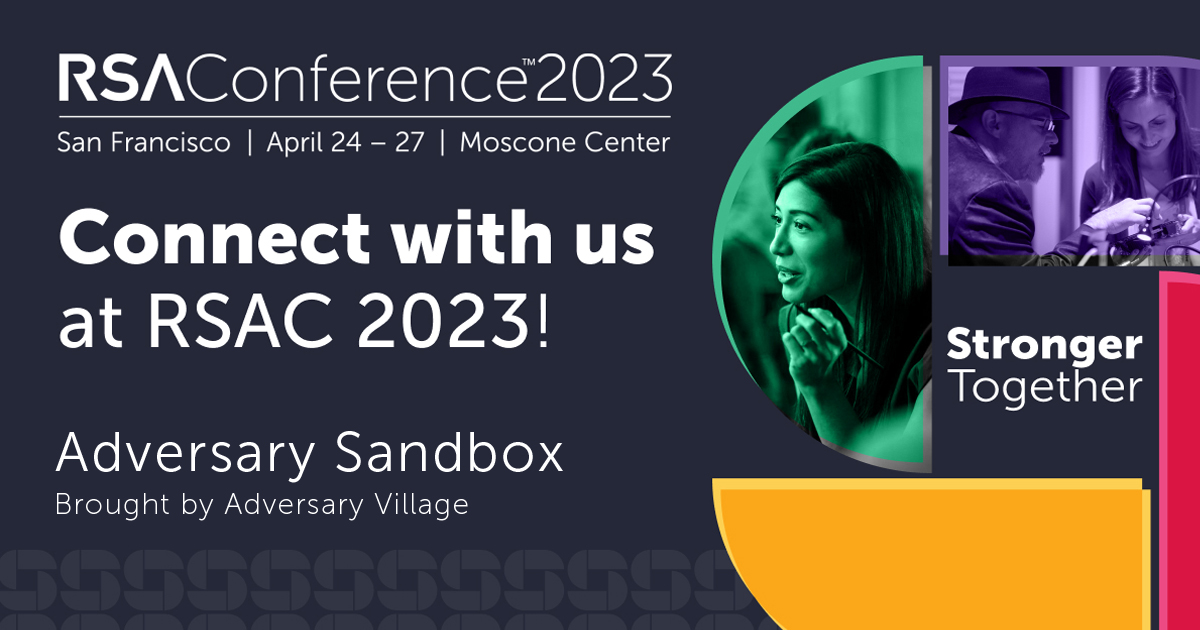 RSAConference™2023
San Francisco | April 24 – 27 | Moscone Center
Connect with us
at RSAC 2023!
Adversary Sandbox
Brought by Adversary Village
Stronger
Together